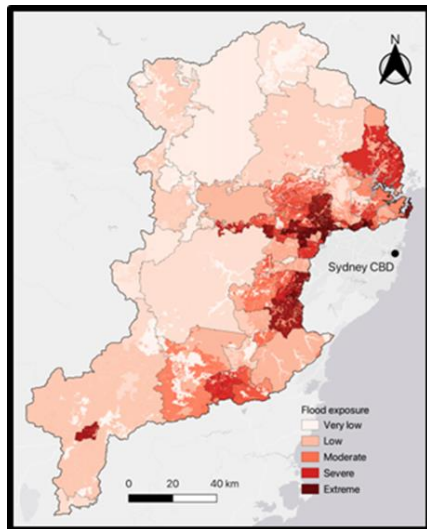 N
Sydney CBD
Flood exposure
Very low
Low
Moderate
Severe
Extreme
0 20 40 km